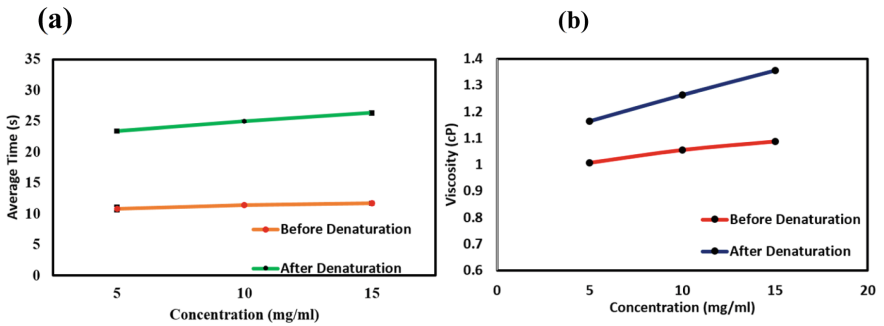 (a)
35
30
25
20
15
10
5
0
Average Time (s)
Before Denaturation
After Denaturation
5 10 15
Concentration (mg/ml)
(b)
1.4
1.3
1.2
1.1
1
0.9
0.8
0.7
0.6
Viscosity (cP)
Before Denaturation
After Denaturation
0 5 10 15 20
Concentration (mg/ml)